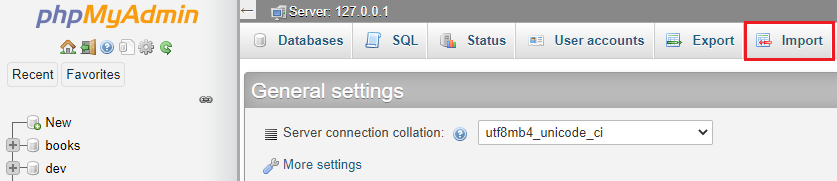 phpMyAdmin
Recent Favorites
New
books
dev
Server: 127.0.0.1
Databases SQL Status User accounts Export Import
General settings
Server connection collation: utf8mb4_unicode_ci
More settings